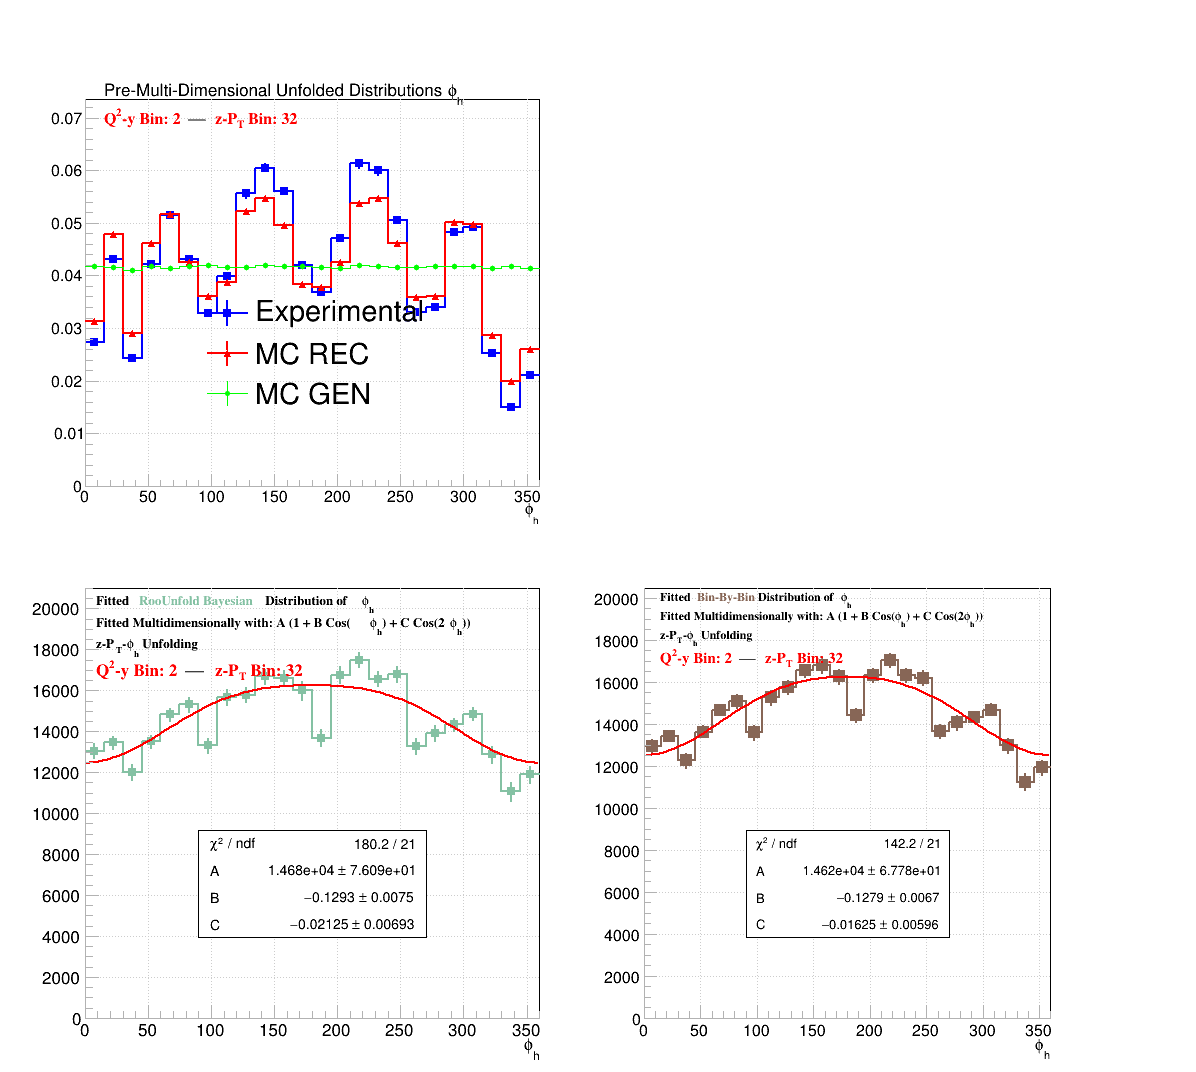 Pre-Multi-Dimensional Unfolded Distributions ϕh
Q2-y Bin: 2 — z-PT Bin: 32
0.07
0.06
0.05
0.04
0.03
0.02
0.01
0
Experimental
MC REC
MC GEN
0 50 100 150 200 250 300 350
ϕh
Fitted RooUnfold Bayesian Distribution of ϕh
Fitted Multidimensionally with: A (1 + B Cos( ϕh) + C Cos(2 ϕh))
z-PT-ϕh Unfolding
Q2-y Bin: 2 — z-PT Bin: 32
20000
18000
16000
14000
12000
10000
8000
6000
4000
2000
0
χ2 / ndf 180.2 / 21
A 1.468e+04 ± 7.609e+01
B −0.1293 ± 0.0075
C −0.02125 ± 0.00693
0 50 100 150 200 250 300 350
ϕh
Fitted Bin-By-Bin Distribution of ϕh
Fitted Multidimensionally with: A (1 + B Cos(ϕh) + C Cos(2ϕh))
z-PT-ϕh Unfolding
Q2-y Bin: 2 — z-PT Bin: 32
20000
18000
16000
14000
12000
10000
8000
6000
4000
2000
0
χ2 / ndf 142.2 / 21
A 1.462e+04 ± 6.778e+01
B −0.1279 ± 0.0067
C −0.01625 ± 0.00596
0 50 100 150 200 250 300 350
ϕh